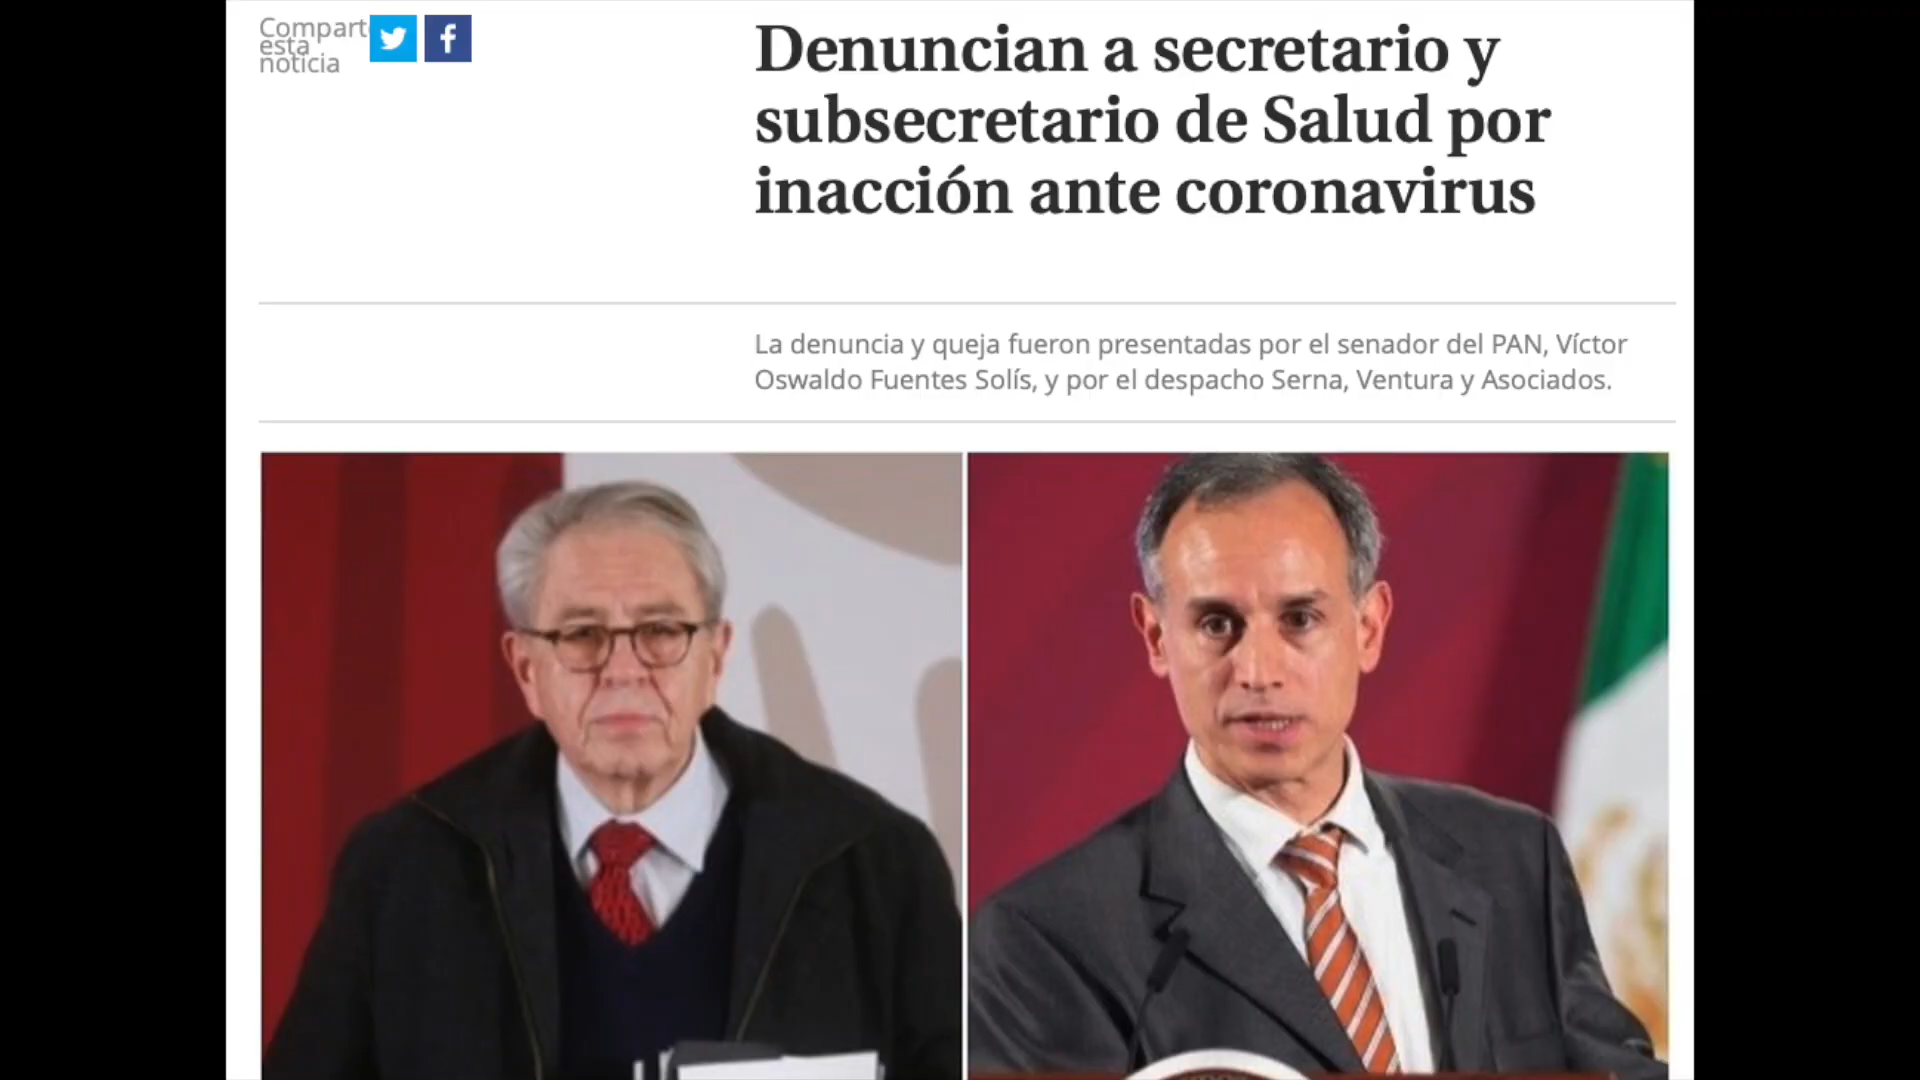 Compart
esta
noticia
Denuncian a secretario y
subsecretario de Salud por
inacción ante coronavirus
La denuncia y queja fueron presentadas por el senador del PAN, Víctor
Oswaldo Fuentes Solís, y por el despacho Serna, Ventura y Asociados.